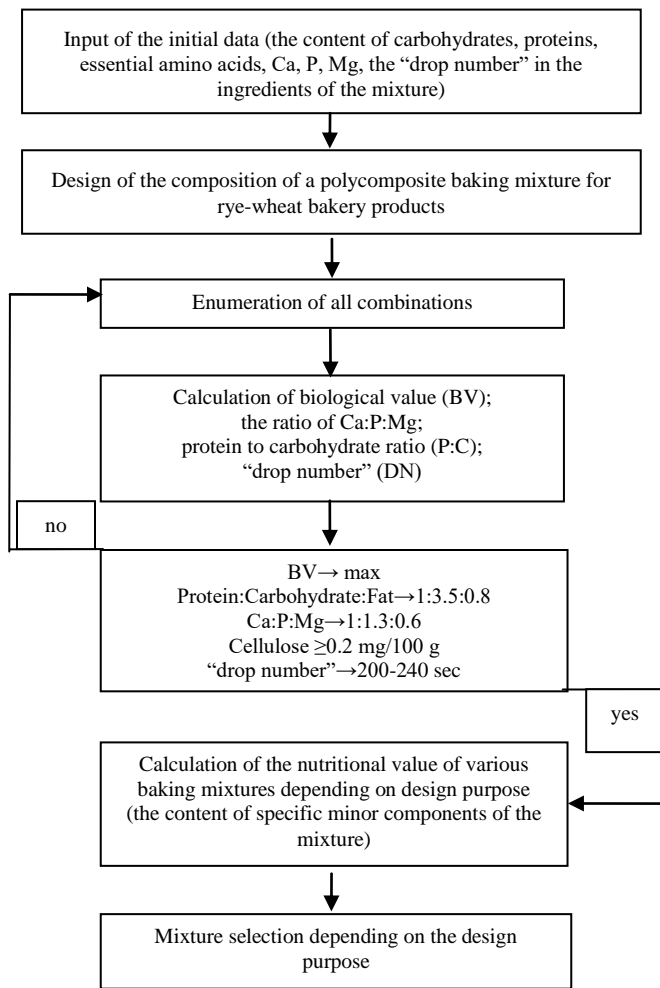 Input of the initial data (the content of carbohydrates, proteins,
essential amino acids, Ca, P, Mg, the “drop number” in the
ingredients of the mixture)
Design of the composition of a polycomposite baking mixture for
rye-wheat bakery products
Enumeration of all combinations
Calculation of biological value (BV);
the ratio of Ca:P:Mg;
protein to carbohydrate ratio (P:C);
“drop number” (DN)
no
BV→ max
Protein:Carbohydrate:Fat→1:3.5:0.8
Ca:P:Mg→1:1.3:0.6
Cellulose ≥0.2 mg/100 g
“drop number”→200-240 sec
yes
Calculation of the nutritional value of various
baking mixtures depending on design purpose
(the content of specific minor components of the
mixture)
Mixture selection depending on the design
purpose